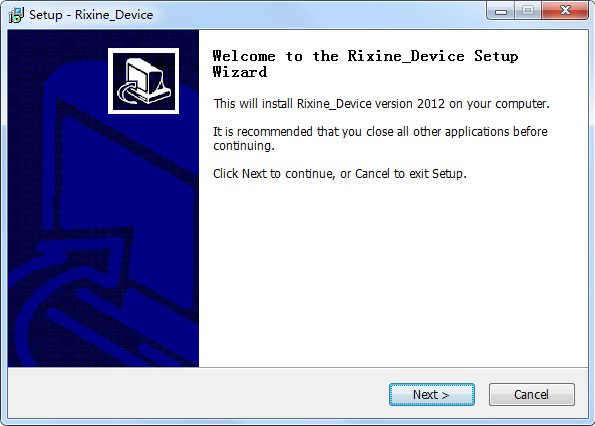 Setup - Rixine_Device
Welcome to the Rixine_Device Setup
Wizard
This will install Rixine_Device version 2012 on your computer.
It is recommended that you close all other applications before
continuing.
Click Next to continue, or Cancel to exit Setup.
Next >
Cancel